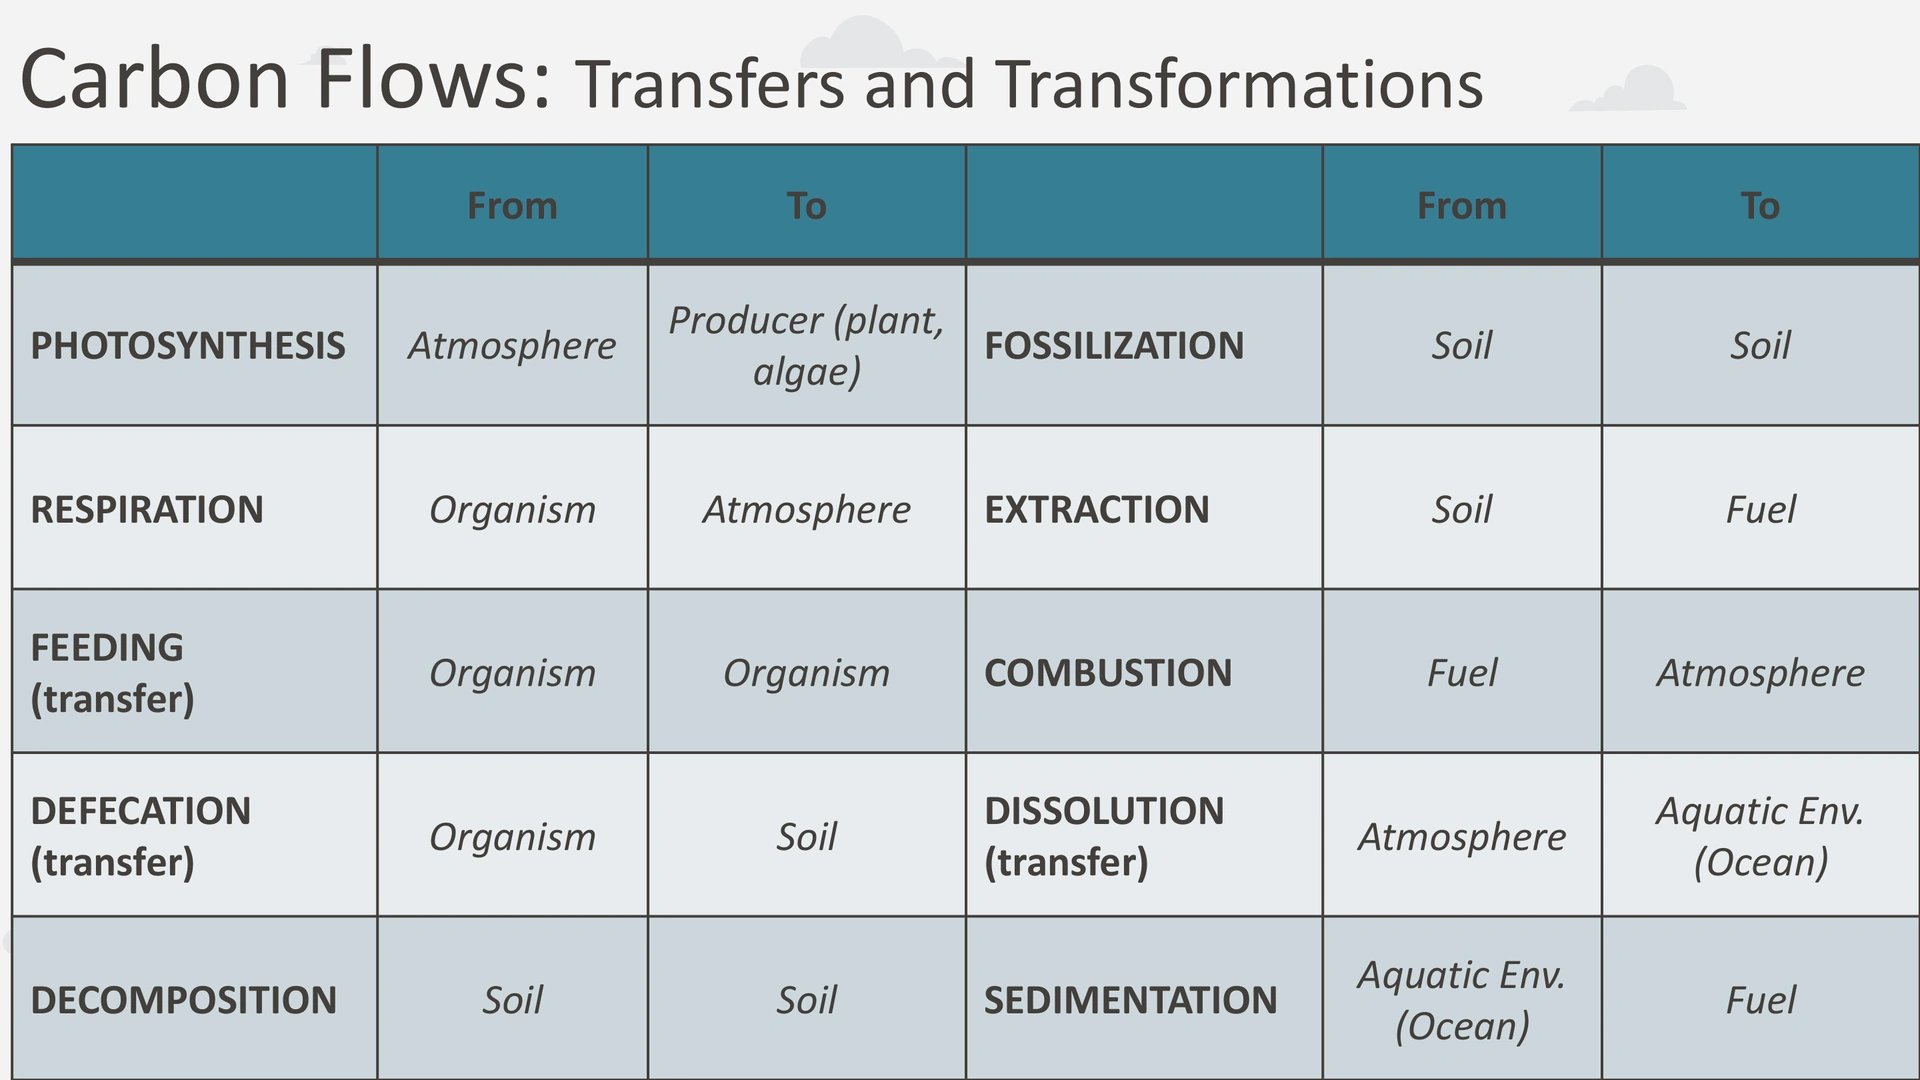 Carbon Flows: Transfers and Transformations
From To From To
PHOTOSYNTHESIS Atmosphere Producer (plant, algae) FOSSILIZATION Soil Soil
RESPIRATION Organism Atmosphere EXTRACTION Soil Fuel
FEEDING (transfer) Organism Organism COMBUSTION Fuel Atmosphere
DEFECATION (transfer) Organism Soil DISSOLUTION (transfer) Atmosphere Aquatic Env. (Ocean)
DECOMPOSITION Soil Soil SEDIMENTATION Aquatic Env. (Ocean) Fuel